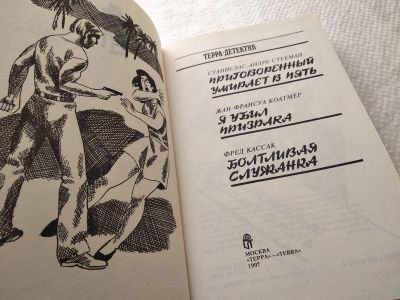 ТЕРРА-ДЕТЕКТИВ
СТАНИСЛАС-АНДРЕ СТЕЕМАН
ПРИГОВОРЕННЫЙ
УМИРАЕТ В ПЯТЬ
ЖАН-ФРАНСУА КОАТМЁР
Я УБИЛ
ПРИЗРАКА
ФРЕД КАССАК
БОЛТЛИВАЯ
СЛУЖАНКА
МОСКВА
"ТЕРРА"—"TERRA"
1997